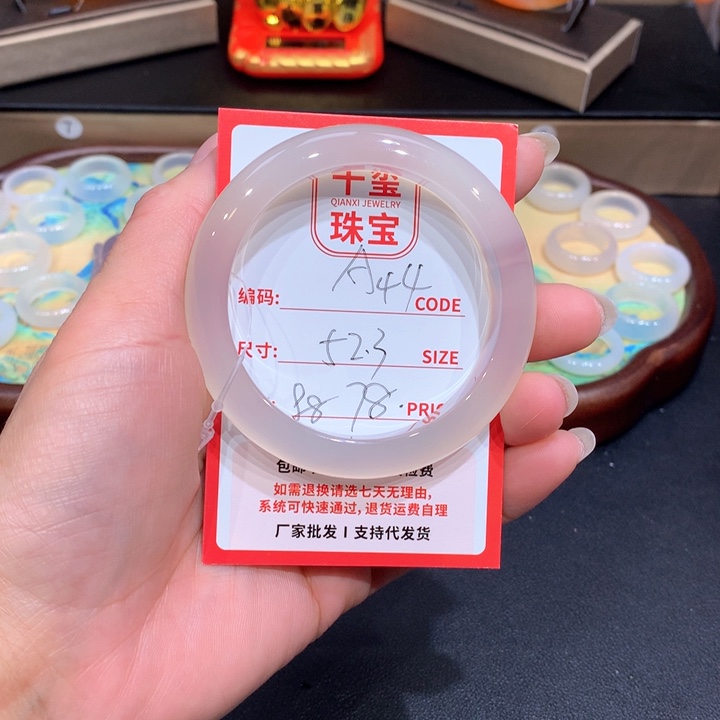 千玺
QIANXI JEWELRY
珠宝
编码: A44 CODE
尺寸: 52.3 SIZE
88 78. PRIC
如需退换请选七天无理由,
系统可快速通过, 退货运费自理
厂家批发 I 支持代发货